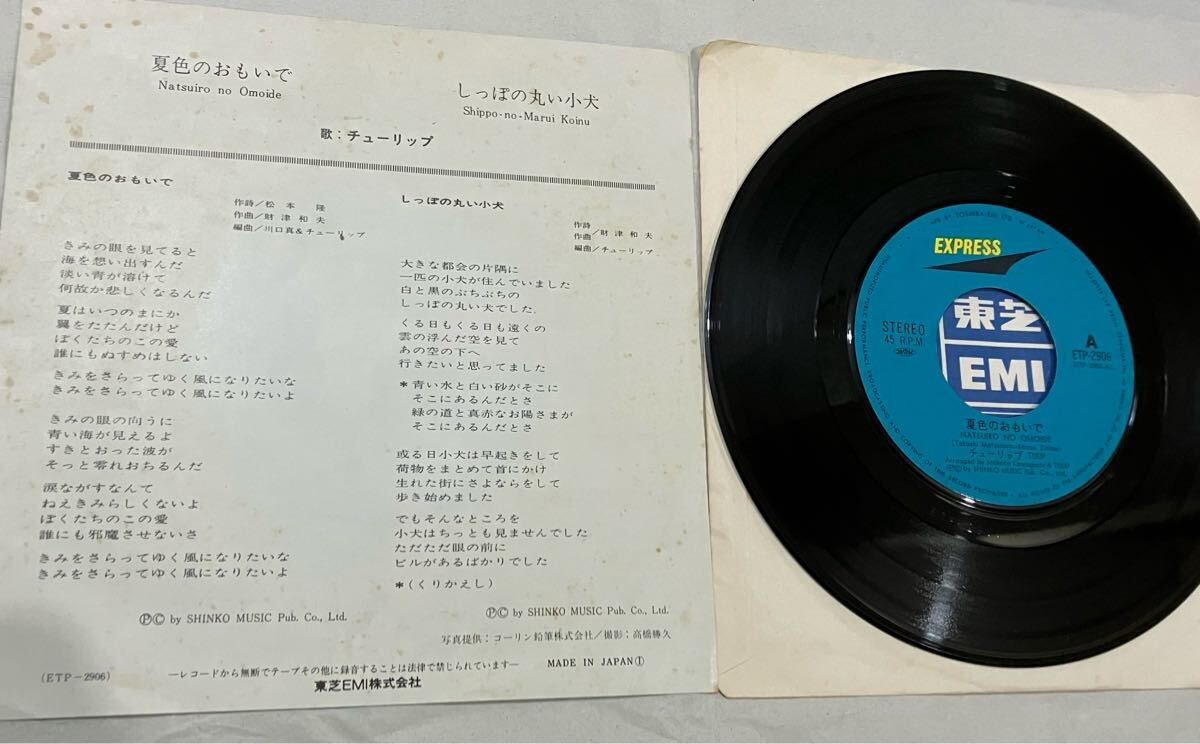 夏色のおもいで
Natsuiro no Omoide
しっぽの丸い小犬
Shippo-no-Marui Koinu
歌:チューリップ
夏色のおもいで
作詩/松本 隆
作曲/財津和夫
編曲/川口真&チューリップ
きみの眼を見てると
海を想い出すんだ
淡い青が溶けて
何故か悲しくなるんだ
夏はいつのまにか
翼をたたんだけど
ぼくたちのこの愛
誰にもぬすめはしない
きみをさらってゆく風になりたいな
きみをさらってゆく風になりたいよ
きみの眼の向うに
青い海が見えるよ
すきとおった波が
そっと零れおちるんだ
涙ながすなんて
ねえきみらしくないよ
ぼくたちのこの愛
誰にも邪魔させないさ
きみをさらってゆく風になりたいな
きみをさらってゆく風になりたいよ
ⓅⒸ by SHINKO MUSIC Pub. Co., Ltd.
しっぽの丸い小犬
作詩
作曲/財津和夫
編曲/チューリップ
大きな都会の片隅に
一匹の小犬が住んでいました
白と黒のぶちぶちの
しっぽの丸い犬でした.
くる日もくる日も遠くの
雲の浮んだ空を見て
あの空の下へ
行きたいと思ってました
*青い水と白い砂がそこに
そこにあるんだとさ
緑の道と真赤なお陽さまが
そこにあるんだとさ
或る日小犬は早起きをして
荷物をまとめて首にかけ
生れた街にさよならをして
歩き始めました
でもそんなところを
小犬はちっとも見ませんでした
ただただ眼の前に
ビルがあるばかりでした
*(くりかえし)
ⓅⒸ by SHINKO MUSIC Pub. Co., Ltd.
写真提供:コーリン鉛筆株式会社/撮影:高橋勝久
(ETP-2906)
―レコードから無断でテープその他に録音することは法律で禁じられています―
MADE IN JAPAN①
東芝EMI株式会社
EXPRESS
STEREO
45 R.P.M.
東芝
EMI
A
ETP-2906
夏色のおもいで
NATSUIRO NO OMOIDE
チューリップ TULIP
by SHINKO MUSIC Pub. Co., Ltd.